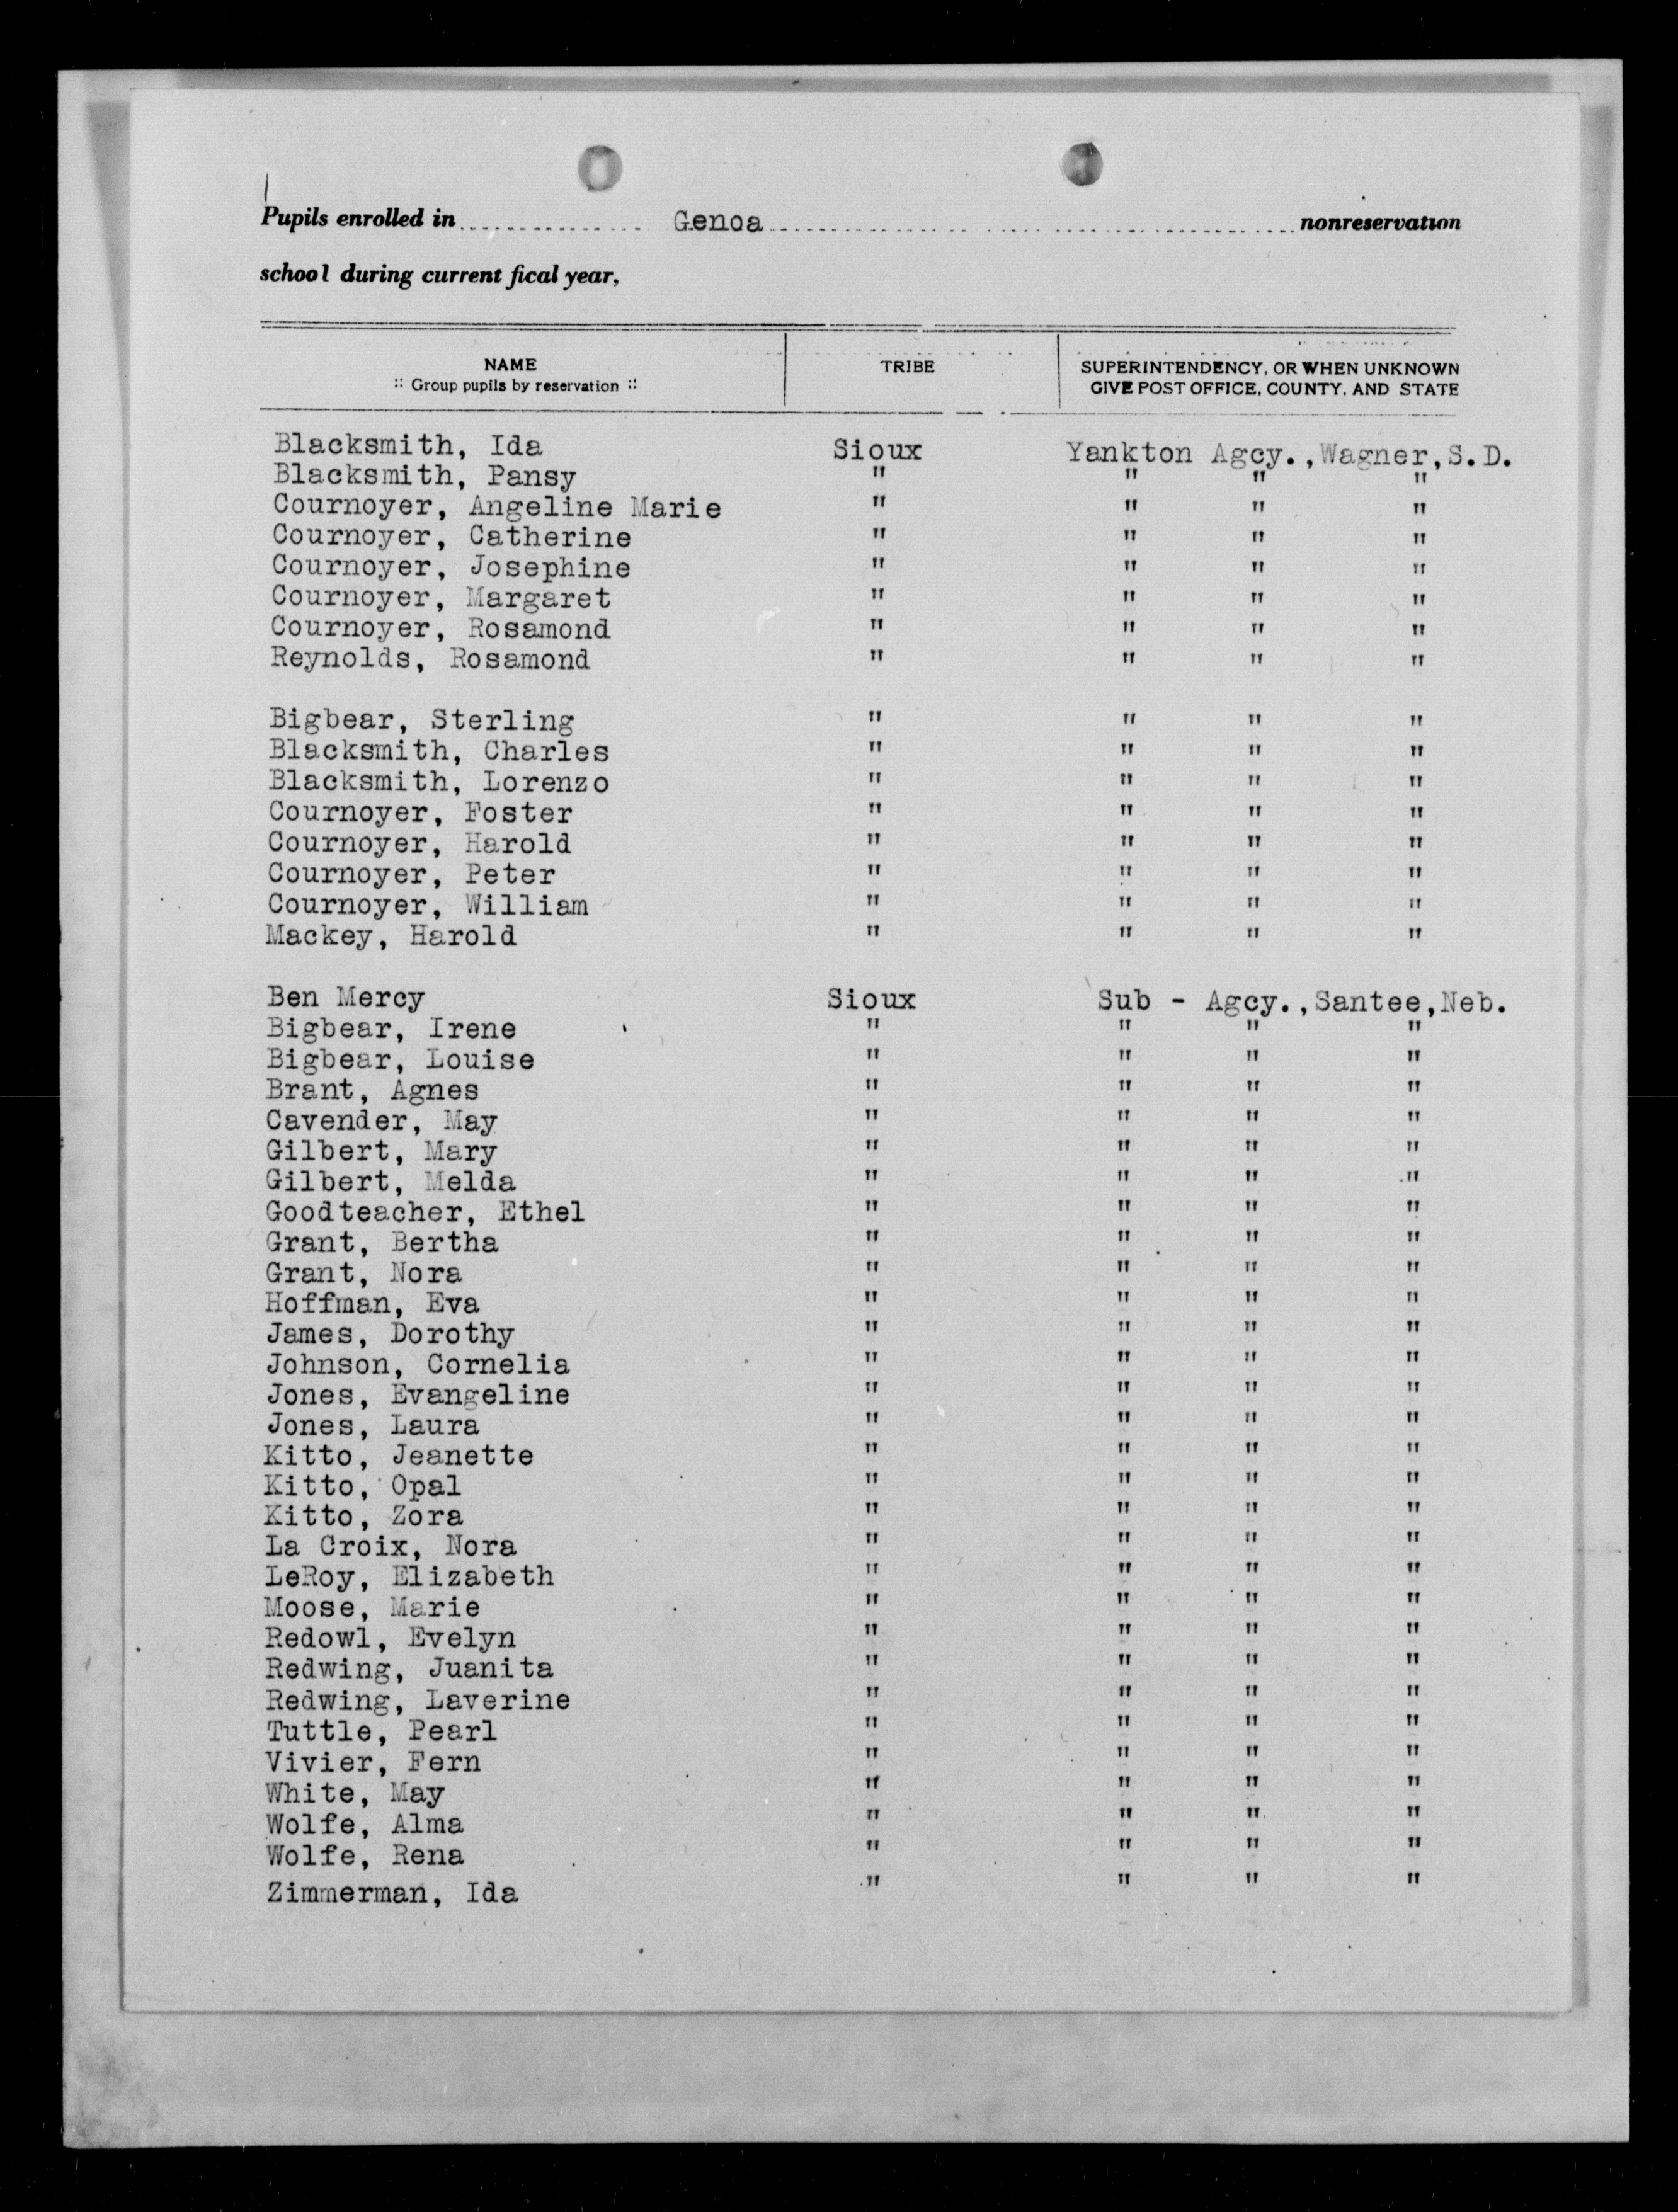 Pupils enrolled in Genoa nonreservation
school during current fical year,
NAME TRIBE SUPERINTENDENCY, OR WHEN UNKNOWN
:: Group pupils by reservation :: GIVE POST OFFICE, COUNTY, AND STATE
Blacksmith, Ida Sioux Yankton Agcy.,Wagner,S.D.
Blacksmith, Pansy " " " "
Cournoyer, Angeline Marie " " " "
Cournoyer, Catherine " " " "
Cournoyer, Josephine " " " "
Cournoyer, Margaret " " " "
Cournoyer, Rosamond " " " "
Reynolds, Rosamond " " " "
Bigbear, Sterling " " " "
Blacksmith, Charles " " " "
Blacksmith, Lorenzo " " " "
Cournoyer, Foster " " " "
Cournoyer, Harold " " " "
Cournoyer, Peter " " " "
Cournoyer, William " " " "
Mackey, Harold " " " "
Ben Mercy Sioux Sub - Agcy.,Santee,Neb.
Bigbear, Irene " " " "
Bigbear, Louise " " " "
Brant, Agnes " " " "
Cavender, May " " " "
Gilbert, Mary " " " "
Gilbert, Melda " " " "
Goodteacher, Ethel " " " "
Grant, Bertha " " " "
Grant, Nora " " " "
Hoffman, Eva " " " "
James, Dorothy " " " "
Johnson, Cornelia " " " "
Jones, Evangeline " " " "
Jones, Laura " " " "
Kitto, Jeanette " " " "
Kitto, Opal " " " "
Kitto, Zora " " " "
La Croix, Nora " " " "
LeRoy, Elizabeth " " " "
Moose, Marie " " " "
Redowl, Evelyn " " " "
Redwing, Juanita " " " "
Redwing, Laverine " " " "
Tuttle, Pearl " " " "
Vivier, Fern " " " "
White, May " " " "
Wolfe, Alma " " " "
Wolfe, Rena " " " "
Zimmerman, Ida " " " "